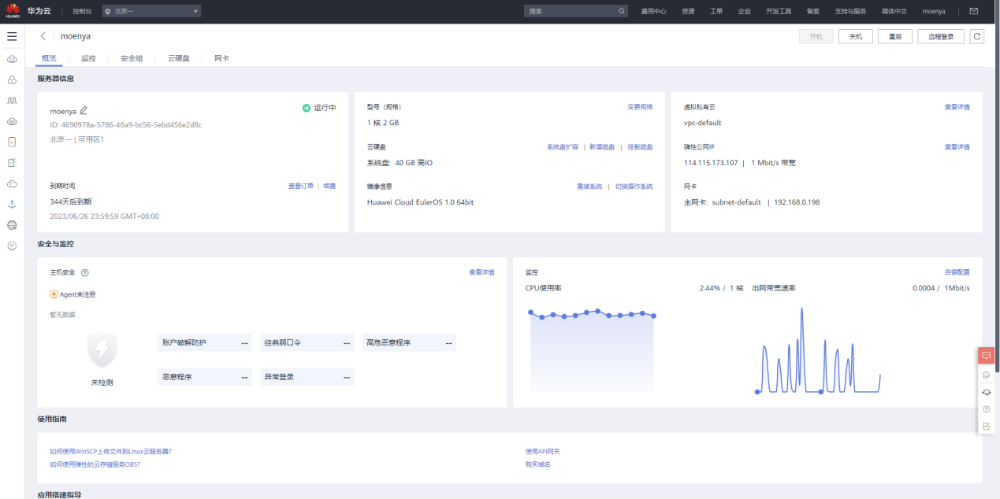 HUAWEI
华为云
控制台
北京一
搜索
费用中心
资源
工单
企业
开发工具
备案
支持与服务
简体中文
moenya
moenya
开机
关机
重启
远程登录
概览
监控
安全组
云硬盘
网卡
服务器信息
moenya
运行中
ID: 4690978a-5786-48a9-bc56-5ebd456e2d8c
北京一 | 可用区1
到期时间
查看订单 | 续费
344天后到期
2023/06/26 23:59:59 GMT+08:00
型号（规格）
变更规格
1 核 2 GB
云硬盘
系统盘扩容 | 新增磁盘 | 挂载磁盘
系统盘: 40 GB 高IO
镜像信息
重装系统 | 切换操作系统
Huawei Cloud EulerOS 1.0 64bit
虚拟私有云
查看详情
vpc-default
弹性公网IP
查看详情
114.115.173.107 | 1 Mbit/s 带宽
网卡
主网卡: subnet-default | 192.168.0.198
安全与监控
主机安全
查看详情
Agent未注册
暂无数据
未检测
账户破解防护 --
经典弱口令 --
高危恶意程序 --
恶意程序 --
异常登录 --
监控
告警配置
CPU使用率
2.44% / 1 核
出网带宽速率
0.0004 / 1Mbit/s
使用指南
如何使用WinSCP上传文件到Linux云服务器?
如何使用弹性的云存储服务OBS?
使用API网关
购买域名
应用搭建指导